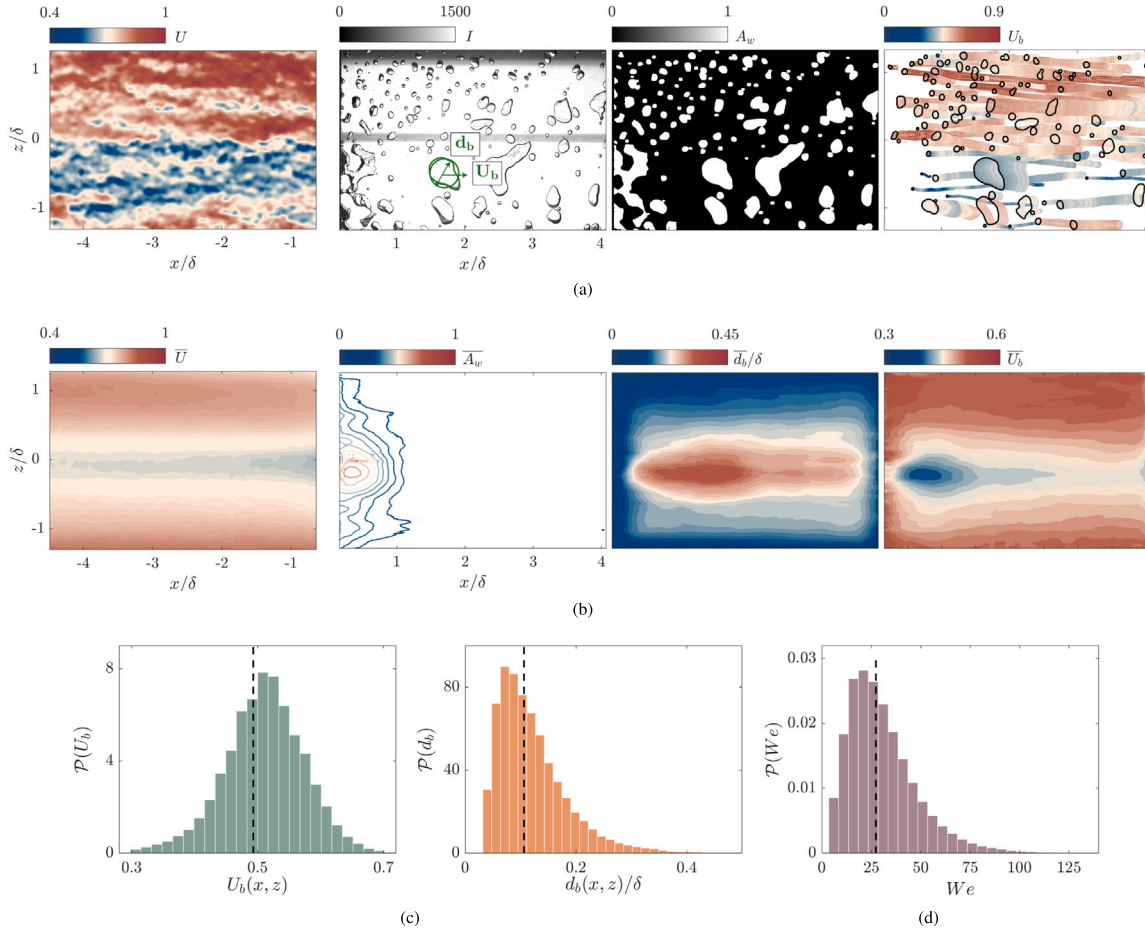 0.4 1 0 1500 0 1 0 0.9
U I A_w U_b
z/δ 1 0 -1
d_b
U_b
-4 -3 -2 -1 1 2 3 4
x/δ x/δ
(a)
0.4 1 0 1 0 0.45 0.3 0.6
U̅ A̅_w̅ d̅_b̅/δ U̅_b̅
z/δ 1 0 -1
-4 -3 -2 -1 1 2 3 4
x/δ x/δ
(b)
P(U_b) 8 4 0
0.3 0.5 0.7
U_b(x, z)
P(d_b) 80 40 0
0 0.2 0.4
d_b(x, z)/δ
(c)
P(We) 0.03 0.02 0.01 0
0 25 50 75 100 125
We
(d)